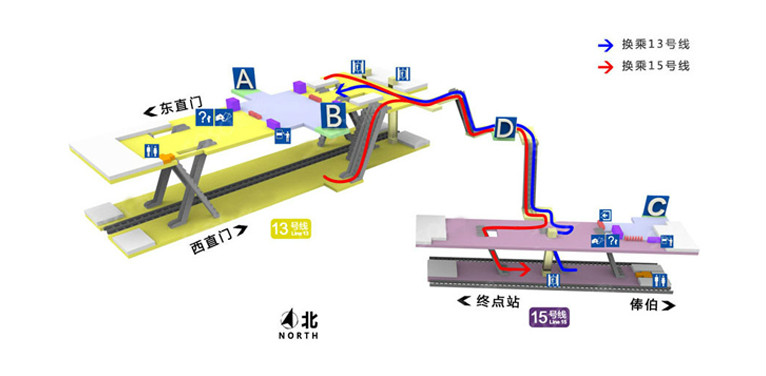 换乘13号线
换乘15号线
A
东直门
B
D
?
?
西直门
13号线
Line 13
C
终点站
俸伯
15号线
Line 15
北
NORTH